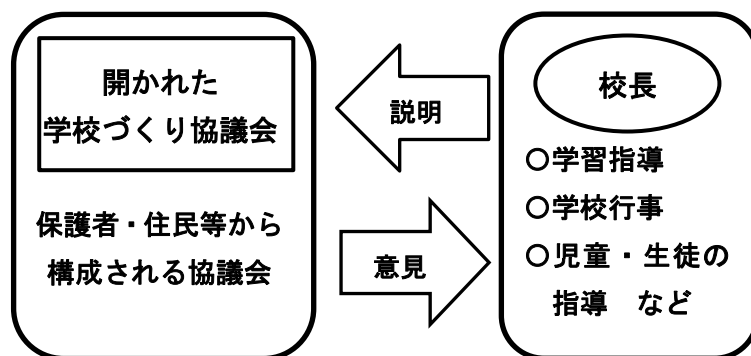 開かれた
学校づくり協議会
保護者・住民等から
構成される協議会
説明
意見
校長
○学習指導
○学校行事
○児童・生徒の
指導　など